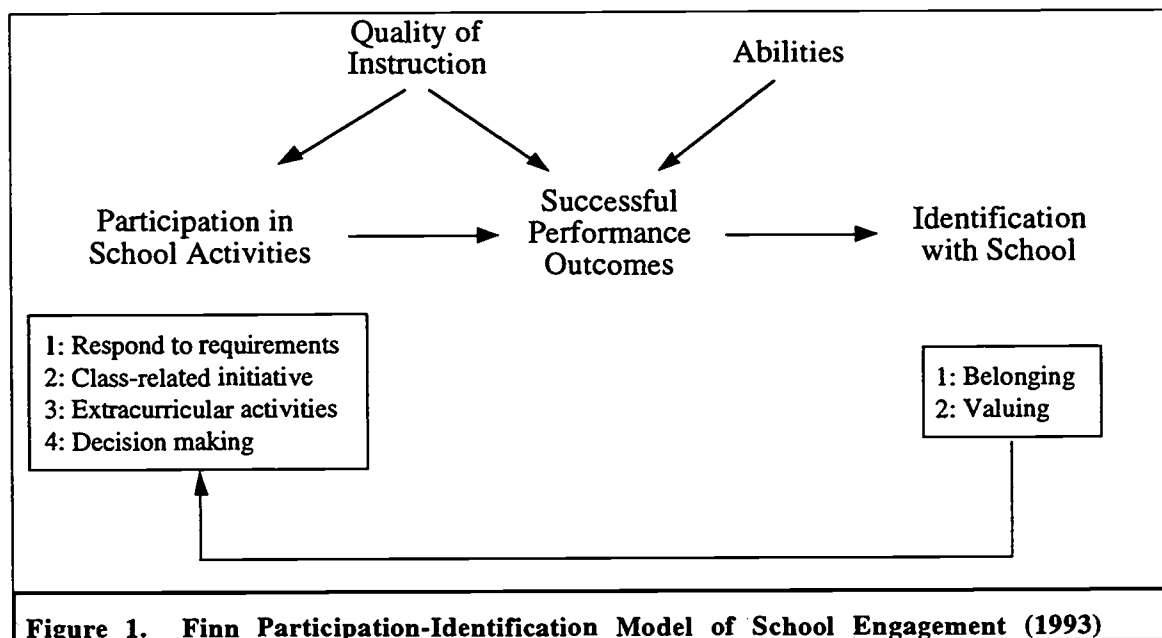 Quality of
Instruction
Abilities
Participation in
School Activities
Successful
Performance
Outcomes
Identification
with School
1: Respond to requirements
2: Class-related initiative
3: Extracurricular activities
4: Decision making
1: Belonging
2: Valuing
Figure 1. Finn Participation-Identification Model of School Engagement (1993)